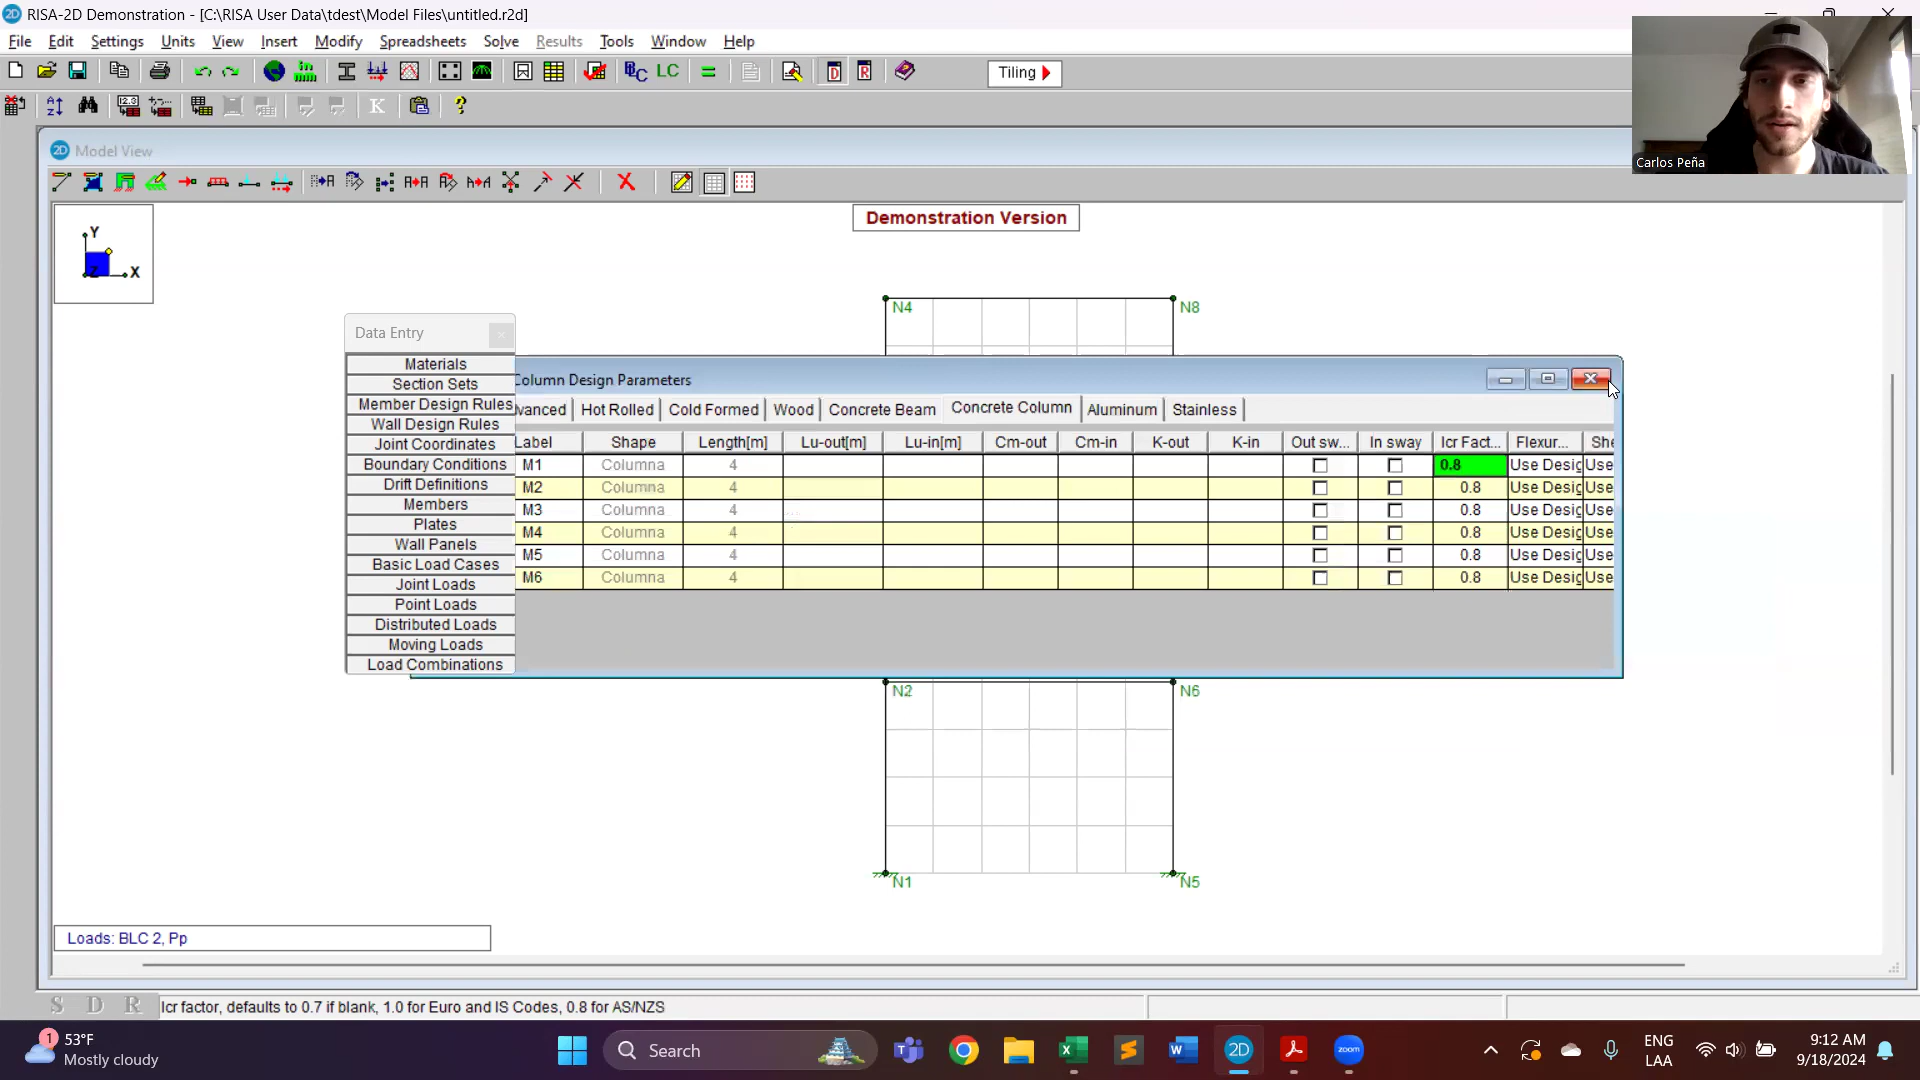 RISA-2D Demonstration - [C:\RISA User Data\tdest\Model Files\untitled.r2d]
File Edit Settings Units View Insert Modify Spreadsheets Solve Results Tools Window Help
BC LC D R Tiling
K
Carlos Peña
2D Model View
Demonstration Version
Y
Z X
N4 N8
Data Entry
Materials
Section Sets
Member Design Rules
Wall Design Rules
Joint Coordinates
Boundary Conditions
Drift Definitions
Members
Plates
Wall Panels
Basic Load Cases
Joint Loads
Point Loads
Distributed Loads
Moving Loads
Load Combinations
Column Design Parameters
vanced Hot Rolled Cold Formed Wood Concrete Beam Concrete Column Aluminum Stainless
Label Shape Length[m] Lu-out[m] Lu-in[m] Cm-out Cm-in K-out K-in Out sw... In sway Icr Fact... Flexur... She
M1 Columna 4 0.8 Use Desig Use
M2 Columna 4 0.8 Use Desig Use
M3 Columna 4 0.8 Use Desig Use
M4 Columna 4 0.8 Use Desig Use
M5 Columna 4 0.8 Use Desig Use
M6 Columna 4 0.8 Use Desig Use
N2 N6
N1 N5
Loads: BLC 2, Pp
S D R Icr factor, defaults to 0.7 if blank, 1.0 for Euro and IS Codes, 0.8 for AS/NZS
1 53°F
Mostly cloudy
Search
2D
zoom
ENG
LAA
9:12 AM
9/18/2024